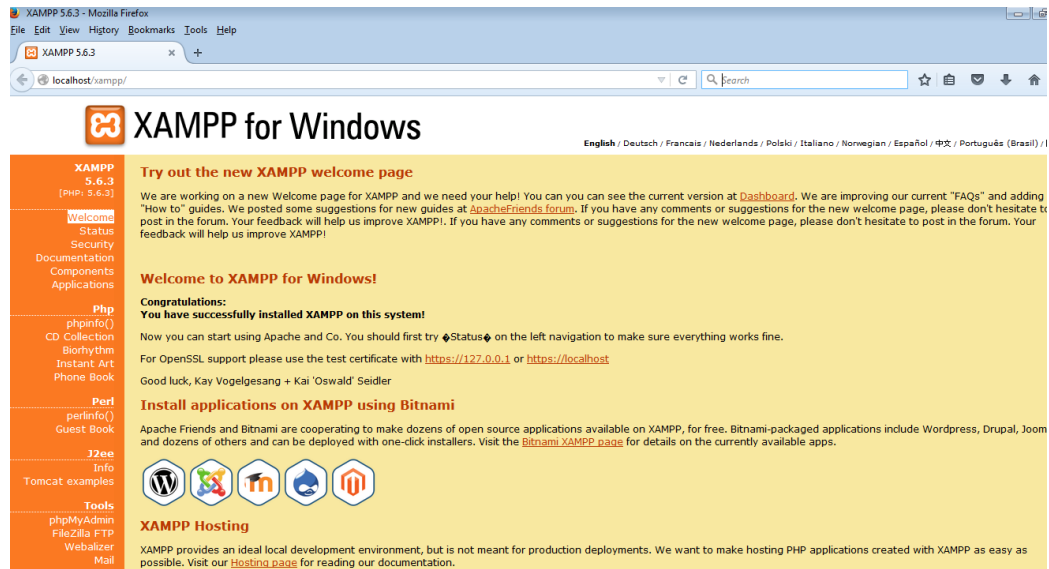 XAMPP 5.6.3 - Mozilla Firefox
File Edit View History Bookmarks Tools Help
XAMPP 5.6.3
localhost/xampp/
Search
XAMPP for Windows
English / Deutsch / Francais / Nederlands / Polski / Italiano / Norwegian / Español / 中文 / Português (Brasil) /
XAMPP
5.6.3
[PHP: 5.6.3]
Welcome
Status
Security
Documentation
Components
Applications
Php
phpinfo()
CD Collection
Biorhythm
Instant Art
Phone Book
Perl
perlinfo()
Guest Book
J2ee
Info
Tomcat examples
Tools
phpMyAdmin
FileZilla FTP
Webalizer
Mail
Try out the new XAMPP welcome page
We are working on a new Welcome page for XAMPP and we need your help! You can you can see the current version at Dashboard. We are improving our current "FAQs" and adding
"How to" guides. We posted some suggestions for new guides at ApacheFriends forum. If you have any comments or suggestions for the new welcome page, please don't hesitate to
post in the forum. Your feedback will help us improve XAMPP!. If you have any comments or suggestions for the new welcome page, please don't hesitate to post in the forum. Your
feedback will help us improve XAMPP!
Welcome to XAMPP for Windows!
Congratulations:
You have successfully installed XAMPP on this system!
Now you can start using Apache and Co. You should first try �Status� on the left navigation to make sure everything works fine.
For OpenSSL support please use the test certificate with https://127.0.0.1 or https://localhost
Good luck, Kay Vogelgesang + Kai 'Oswald' Seidler
Install applications on XAMPP using Bitnami
Apache Friends and Bitnami are cooperating to make dozens of open source applications available on XAMPP, for free. Bitnami-packaged applications include Wordpress, Drupal, Joom
and dozens of others and can be deployed with one-click installers. Visit the Bitnami XAMPP page for details on the currently available apps.
XAMPP Hosting
XAMPP provides an ideal local development environment, but is not meant for production deployments. We want to make hosting PHP applications created with XAMPP as easy as
possible. Visit our Hosting page for reading our documentation.